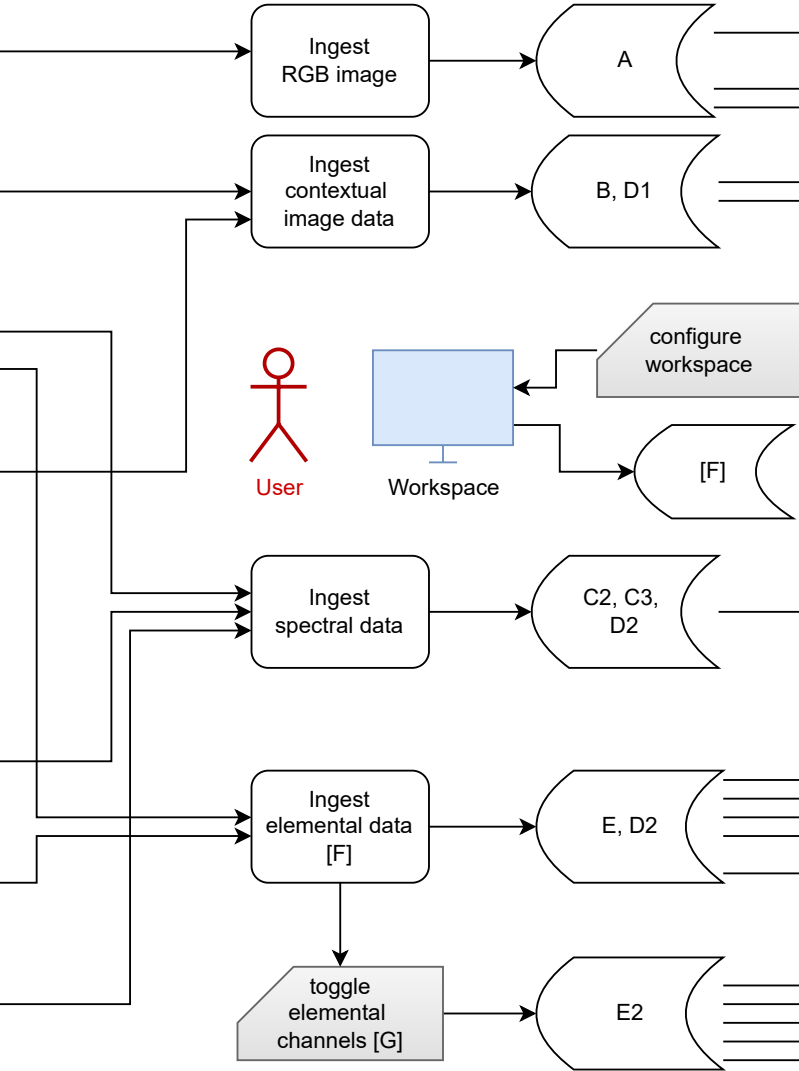 Ingest
RGB image
A
Ingest
contextual
image data
B, D1
configure
workspace
User
Workspace
[F]
Ingest
spectral data
C2, C3,
D2
Ingest
elemental data
[F]
E, D2
toggle
elemental
channels [G]
E2